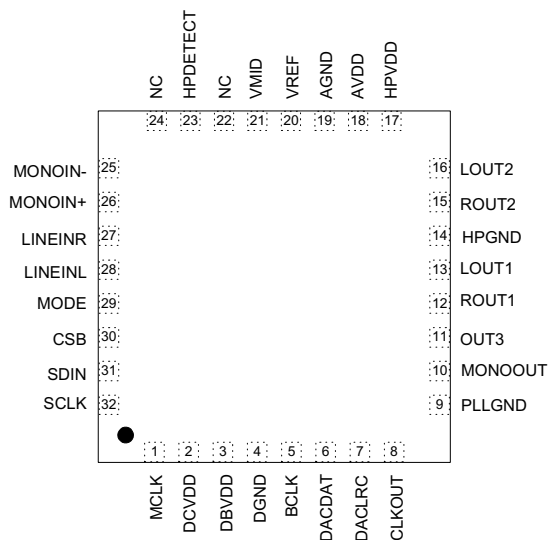 NC
HPDETECT
NC
VMID
VREF
AGND
AVDD
HPVDD
24
23
22
21
20
19
18
17
MONOIN-
25
16
LOUT2
MONOIN+
26
15
ROUT2
LINEINR
27
14
HPGND
LINEINL
28
13
LOUT1
MODE
29
12
ROUT1
CSB
30
11
OUT3
SDIN
31
10
MONOOUT
SCLK
32
9
PLLGND
1
2
3
4
5
6
7
8
MCLK
DCVDD
DBVDD
DGND
BCLK
DACDAT
DACLRC
CLKOUT